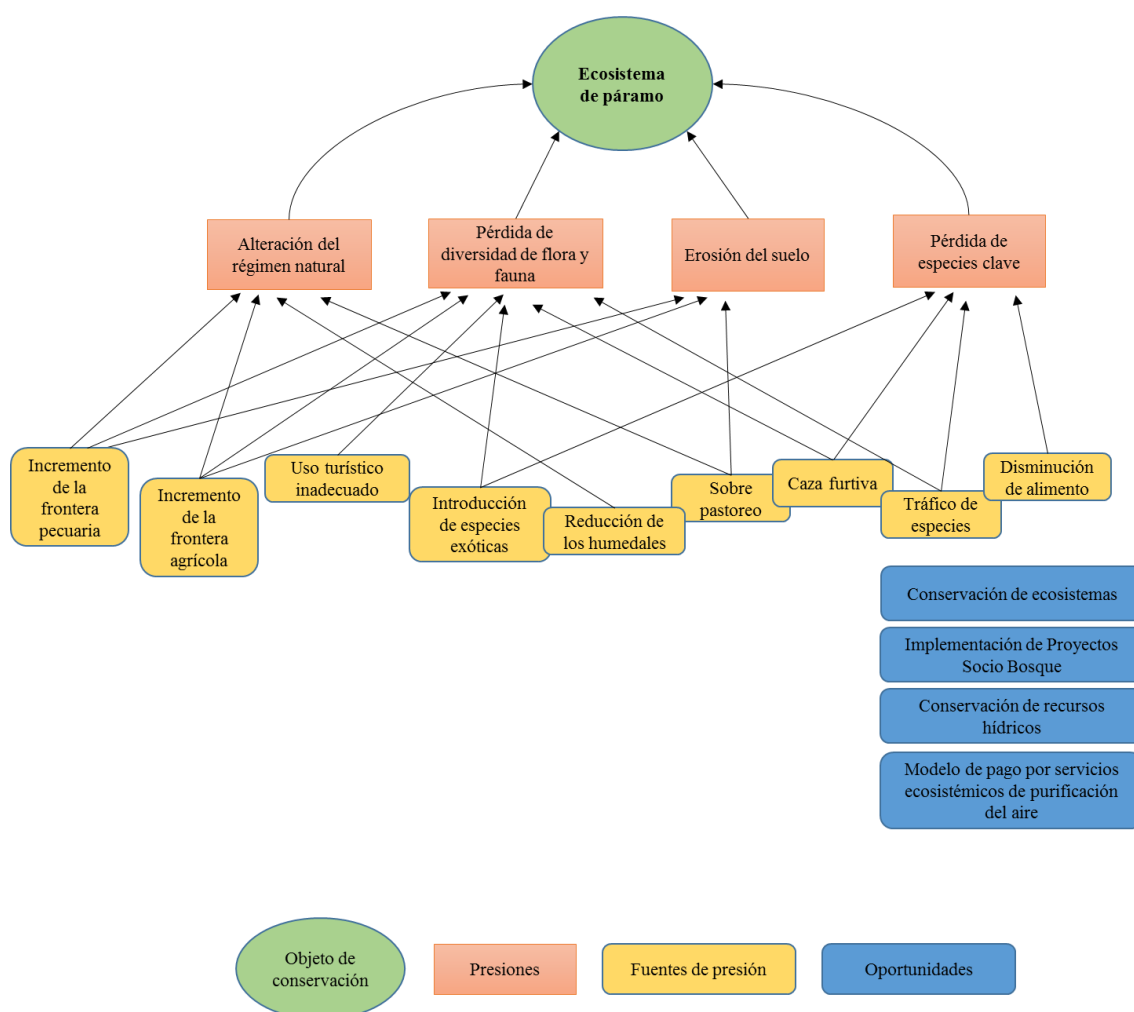 Ecosistema
de páramo
Alteración del
régimen natural
Pérdida de
diversidad de flora y
fauna
Erosión del suelo
Pérdida de
especies clave
Incremento
de la
frontera
pecuaria
Incremento
de la
frontera
agrícola
Uso turístico
inadecuado
Introducción
de especies
exóticas
Reducción de
los humedales
Sobre
pastoreo
Caza furtiva
Tráfico de
especies
Disminución
de alimento
Conservación de ecosistemas
Implementación de Proyectos
Socio Bosque
Conservación de recursos
hídricos
Modelo de pago por servicios
ecosistémicos de purificación
del aire
Objeto de
conservación
Presiones
Fuentes de presión
Oportunidades